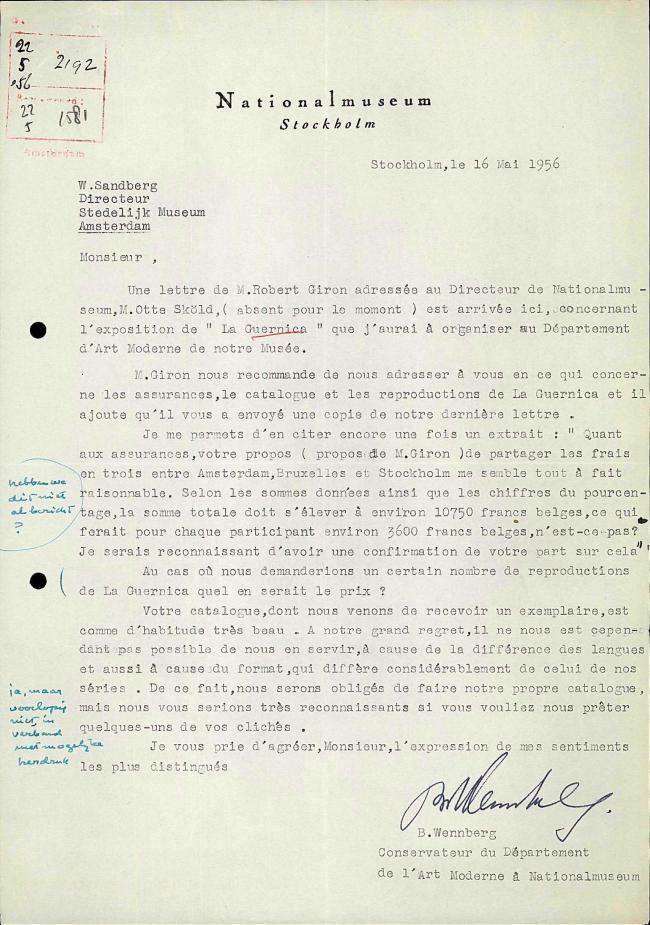 22
5
'56
2192
22
5
1581
Amsterdam
Nationalmuseum
Stockholm
Stockholm,le 16 Mai 1956
W.Sandberg
Directeur
Stedelijk Museum
Amsterdam
Monsieur ,
Une lettre de M.Robert Giron adressée au Directeur de Nationalmu-
seum,M.Otte Sköld,( absent pour le moment ) est arrivée ici, concernant
l'exposition de " La Guernica " que j'aurai à organiser au Département
d'Art Moderne de notre Musée.
M.Giron nous recommande de nous adresser à vous en ce qui concer-
ne les assurances,le catalogue et les reproductions de La Guernica et il
ajoute qu'il vous a envoyé une copie de notre dernière lettre .
Je me permets d'en citer encore une fois un extrait : " Quant
aux assurances,votre propos ( propos de M.Giron )de partager les frais
en trois entre Amsterdam,Bruxelles et Stockholm me semble tout à fait
raisonnable. Selon les sommes données ainsi que les chiffres du pourcen-
tage,la somme totale doit s'élever à environ 10750 francs belges,ce qui
ferait pour chaque participant environ 3600 francs belges,n'est-ce-pas?
Je serais reconnaissant d'avoir une confirmation de votre part sur cela"
hebben we
dit niet
al bericht
?
Au cas où nous demanderions un certain nombre de reproductions
de La Guernica quel en serait le prix ?
Votre catalogue,dont nous venons de recevoir un exemplaire,est
comme d'habitude très beau . A notre grand regret,il ne nous est cepen-
dant pas possible de nous en servir,à cause de la différence des langues
et aussi à cause du format,qui diffère considérablement de celui de nos
séries . De ce fait,nous serons obligés de faire notre propre catalogue,
mais nous vous serions très reconnaissants si vous vouliez nous prêter
quelques-uns de vos clichés .
ja, maar
voorlopig
niet, in
verband
met mogelijke
herdruk
Je vous prie d'agréer,Monsieur,l'expression de mes sentiments
les plus distingués
B.Wennberg
Conservateur du Département
de l'Art Moderne à Nationalmuseum